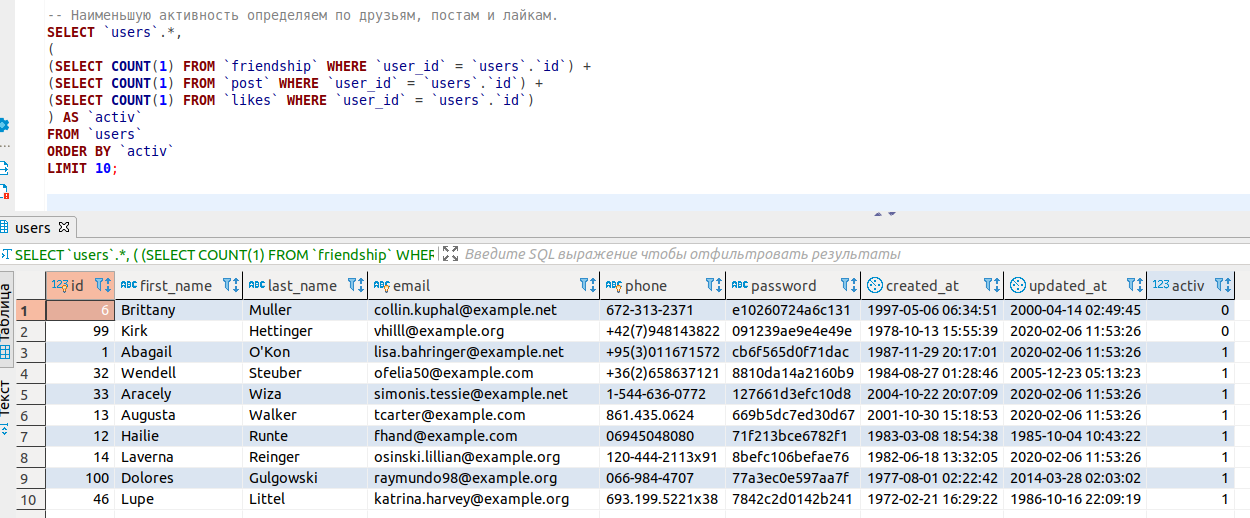 -- Наименьшую активность определяем по друзьям, постам и лайкам.
SELECT `users`.*,
(
(SELECT COUNT(1) FROM `friendship` WHERE `user_id` = `users`.`id`) +
(SELECT COUNT(1) FROM `post` WHERE `user_id` = `users`.`id`) +
(SELECT COUNT(1) FROM `likes` WHERE `user_id` = `users`.`id`)
) AS `activ`
FROM `users`
ORDER BY `activ`
LIMIT 10;
users
SELECT `users`.*, ( (SELECT COUNT(1) FROM `friendship` WHER Введите SQL выражение чтобы отфильтровать результаты
Таблица
Текст
123 id ABC first_name ABC last_name ABC email ABC phone ABC password created_at updated_at 123 activ
1 6 Brittany Muller collin.kuphal@example.net 672-313-2371 e10260724a6c131 1997-05-06 06:34:51 2000-04-14 02:49:45 0
2 99 Kirk Hettinger vhilll@example.org +42(7)948143822 091239ae9e4e49e 1978-10-13 15:55:39 2020-02-06 11:53:26 0
3 1 Abagail O'Kon lisa.bahringer@example.net +95(3)011671572 cb6f565d0f71dac 1987-11-29 20:17:01 2020-02-06 11:53:26 1
4 32 Wendell Steuber ofelia50@example.com +36(2)658637121 8810da14a2160b9 1984-08-27 01:28:46 2005-12-23 05:13:23 1
5 33 Aracely Wiza simonis.tessie@example.net 1-544-636-0772 127661d3efc10d8 2004-10-22 20:07:09 2020-02-06 11:53:26 1
6 13 Augusta Walker tcarter@example.com 861.435.0624 669b5dc7ed30d67 2001-10-30 15:18:53 2020-02-06 11:53:26 1
7 12 Hailie Runte fhand@example.com 06945048080 71f213bce6782f1 1983-03-08 18:54:38 1985-10-04 10:43:22 1
8 14 Laverna Reinger osinski.lillian@example.org 120-444-2113x91 8befc106befae76 1982-06-18 13:32:05 2020-02-06 11:53:26 1
9 100 Dolores Gulgowski raymundo98@example.org 066-984-4707 77a3ec0e597aa7f 1977-08-01 02:22:42 2014-03-28 02:03:02 1
10 46 Lupe Littel katrina.harvey@example.org 693.199.5221x38 7842c2d0142b241 1972-02-21 16:29:22 1986-10-16 22:09:19 1